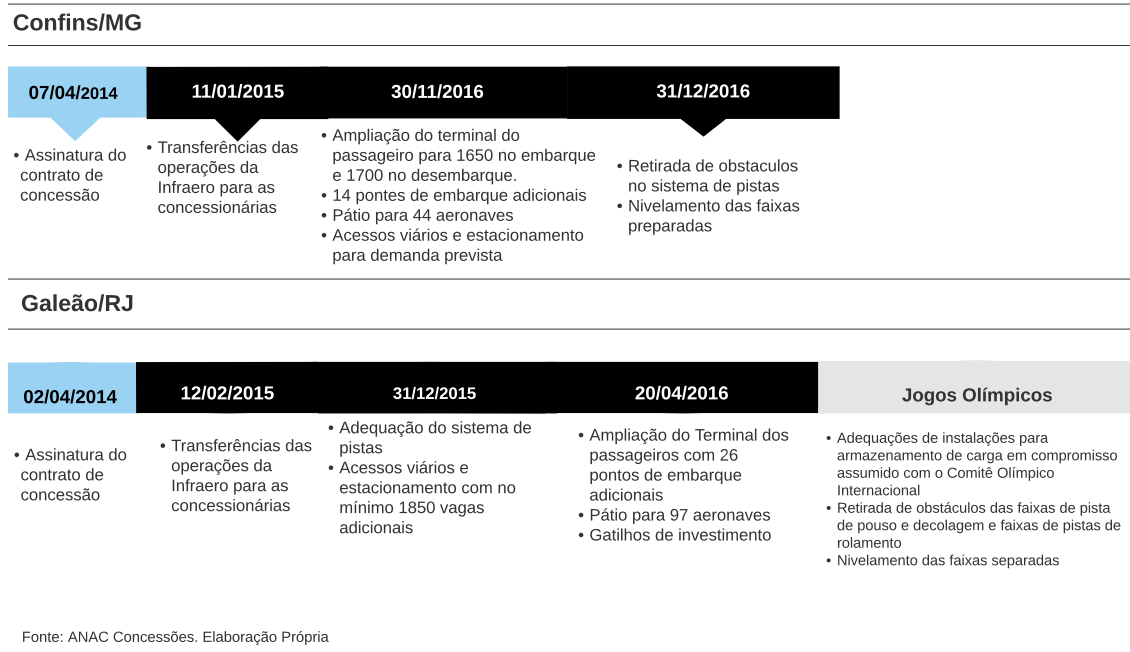 Confins/MG
07/04/2014
11/01/2015
30/11/2016
31/12/2016
• Assinatura do
contrato de
concessão
• Transferências das
operações da
Infraero para as
concessionárias
• Ampliação do terminal do
passageiro para 1650 no embarque
e 1700 no desembarque.
• 14 pontes de embarque adicionais
• Pátio para 44 aeronaves
• Acessos viários e estacionamento
para demanda prevista
• Retirada de obstaculos
no sistema de pistas
• Nivelamento das faixas
preparadas
Galeão/RJ
02/04/2014
12/02/2015
31/12/2015
20/04/2016
Jogos Olímpicos
• Assinatura do
contrato de
concessão
• Transferências das
operações da
Infraero para as
concessionárias
• Adequação do sistema de
pistas
• Acessos viários e
estacionamento com no
mínimo 1850 vagas
adicionais
• Ampliação do Terminal dos
passageiros com 26
pontos de embarque
adicionais
• Pátio para 97 aeronaves
• Gatilhos de investimento
• Adequações de instalações para
armazenamento de carga em compromisso
assumido com o Comitê Olímpico
Internacional
• Retirada de obstáculos das faixas de pista
de pouso e decolagem e faixas de pistas de
rolamento
• Nivelamento das faixas separadas
Fonte: ANAC Concessões. Elaboração Própria